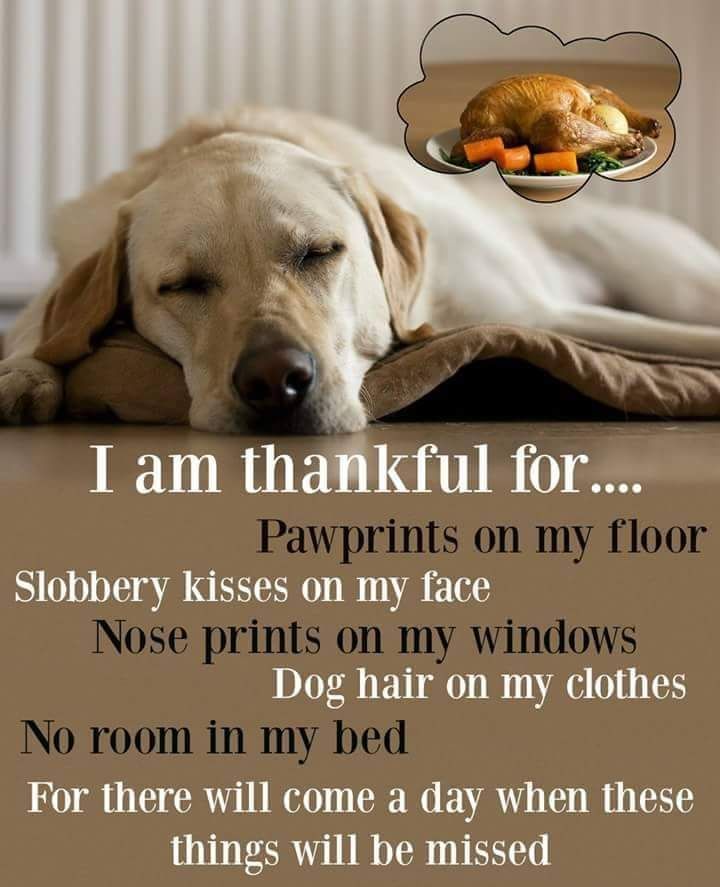 I am thankful for....
Pawprints on my floor
Slobbery kisses on my face
Nose prints on my windows
Dog hair on my clothes
No room in my bed
For there will come a day when these
things will be missed